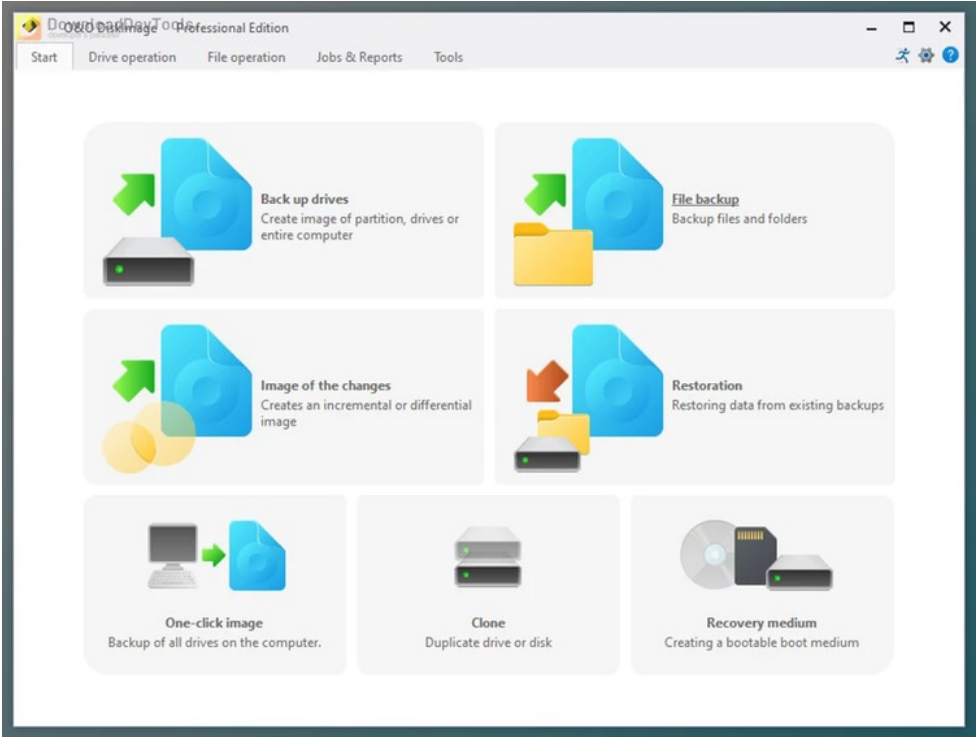 DownloadDevTools
O&O DiskImage Professional Edition
Start Drive operation File operation Jobs & Reports Tools
Back up drives
Create image of partition, drives or
entire computer
File backup
Backup files and folders
Image of the changes
Creates an incremental or differential
image
Restoration
Restoring data from existing backups
One-click image
Backup of all drives on the computer.
Clone
Duplicate drive or disk
Recovery medium
Creating a bootable boot medium